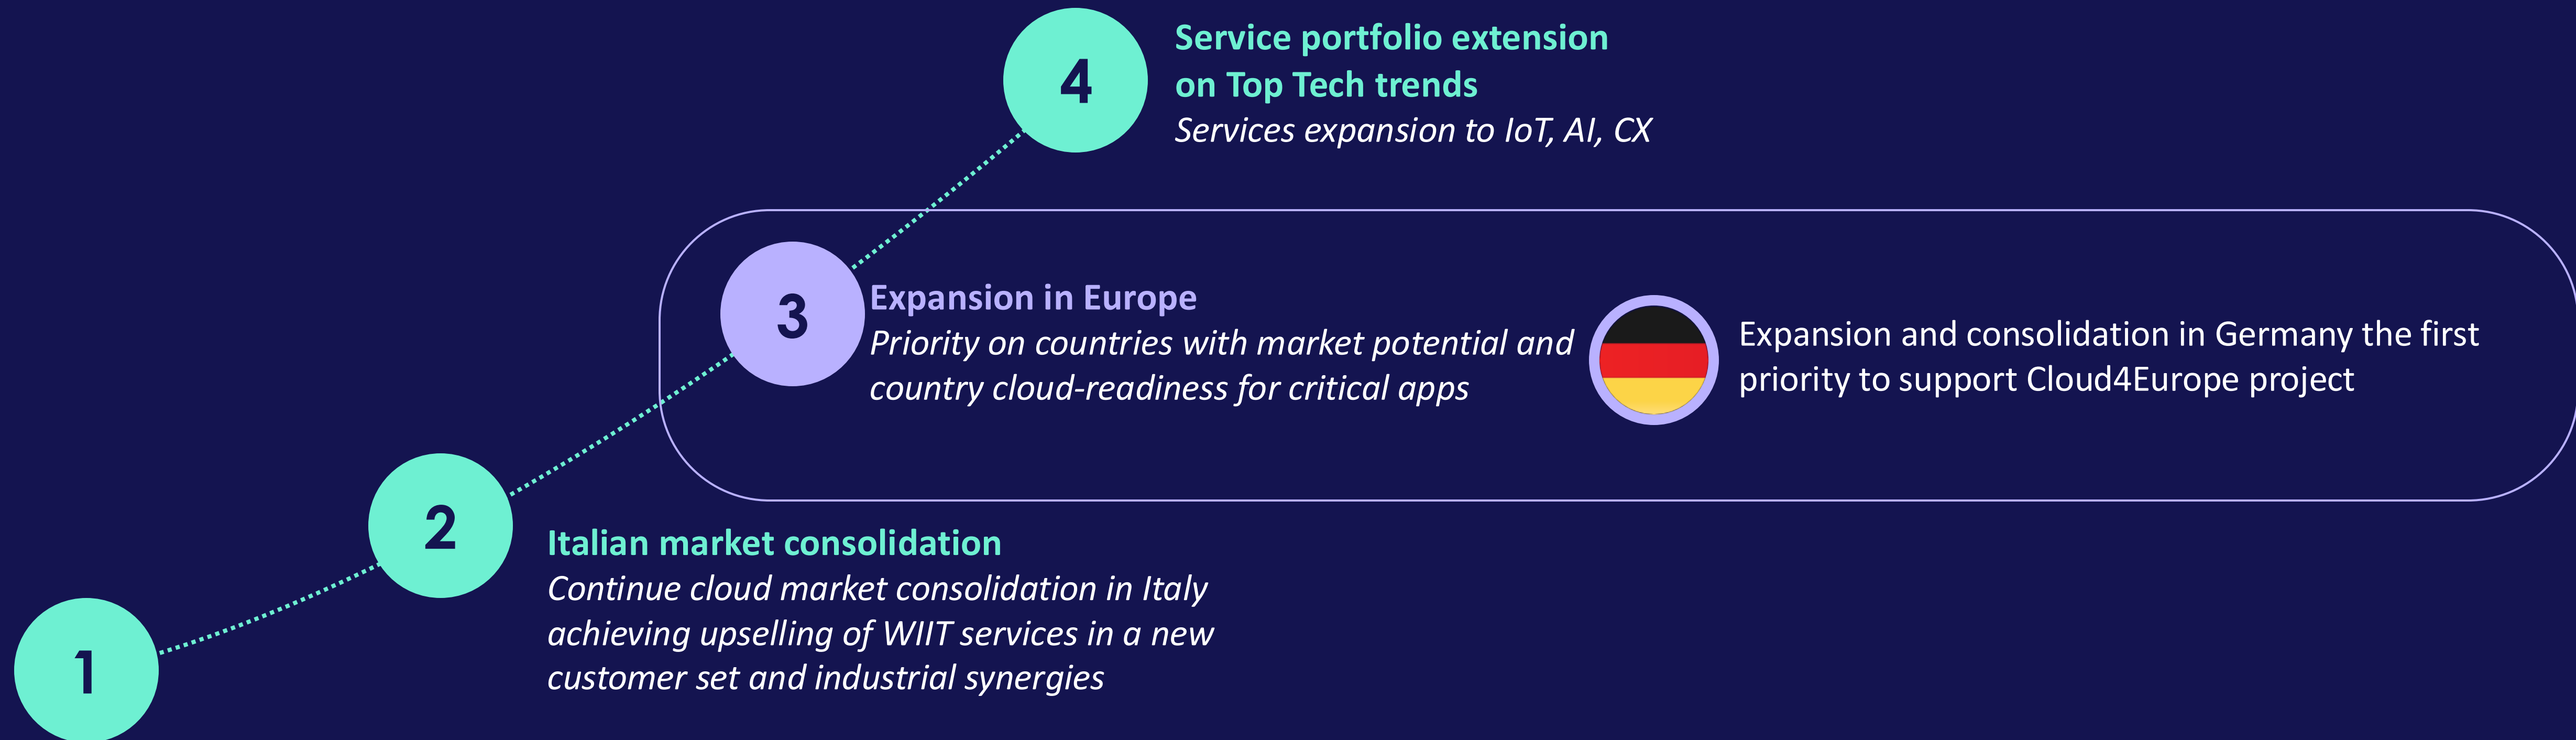 4
Service portfolio extension
on Top Tech trends
Services expansion to IoT, AI, CX
3
Expansion in Europe
Priority on countries with market potential and
country cloud-readiness for critical apps
Expansion and consolidation in Germany the first
priority to support Cloud4Europe project
2
Italian market consolidation
Continue cloud market consolidation in Italy
achieving upselling of WIIT services in a new
customer set and industrial synergies
1